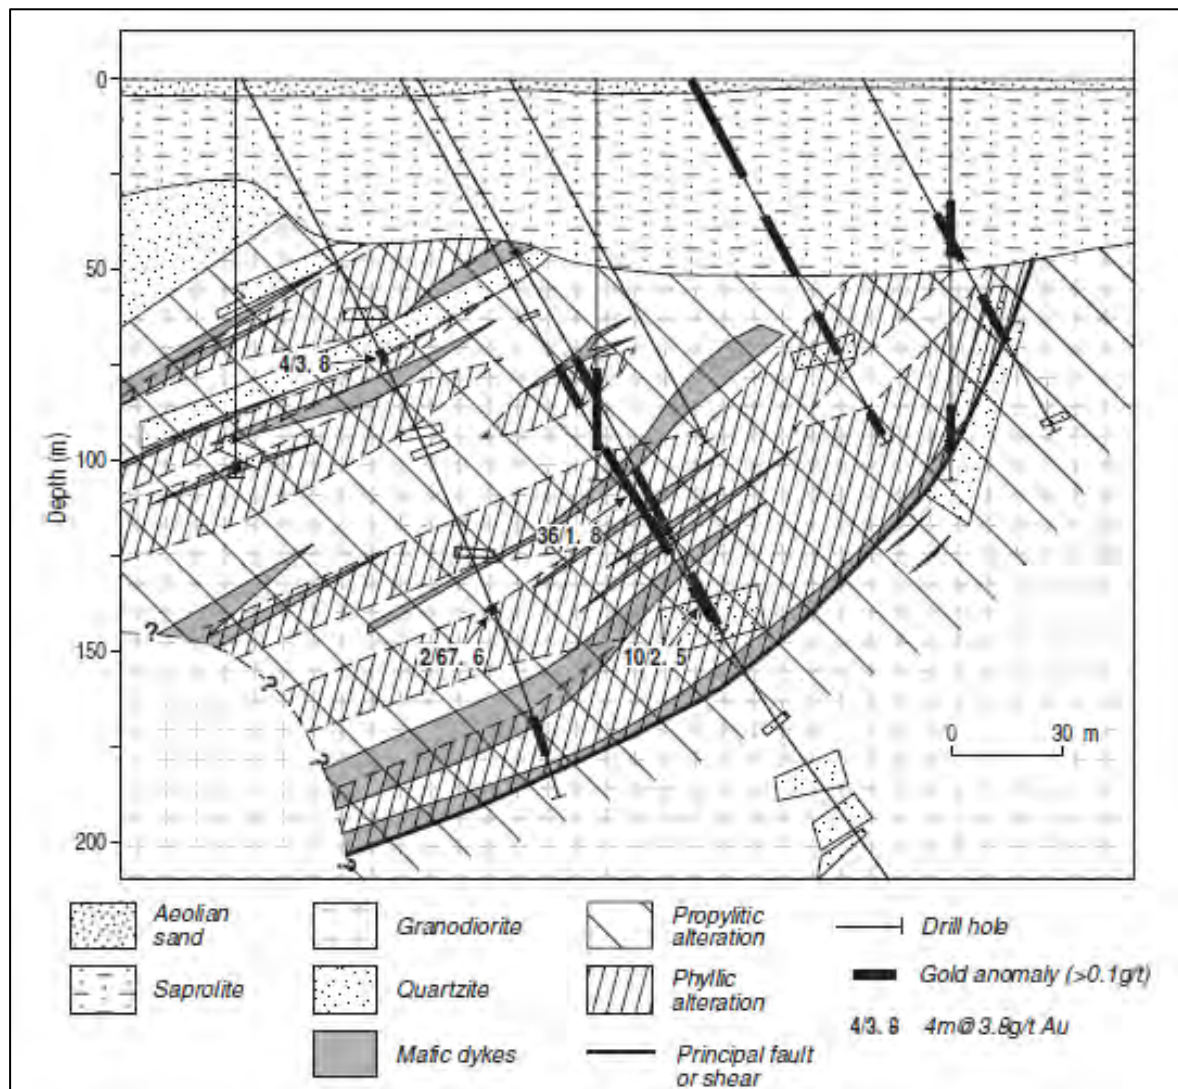 0
50
100
150
200
Depth (m)
4/3. 8
36/1. 8
2/67. 6
10/2. 5
?
?
?
?
0 30 m
Aeolian
sand
Saprolite
Granodiorite
Quartzite
Mafic dykes
Propylitic
alteration
Phyllic
alteration
Principal fault
or shear
Drill hole
Gold anomaly (>0.1g/t)
4/3. 8 4m@3.8g/t Au